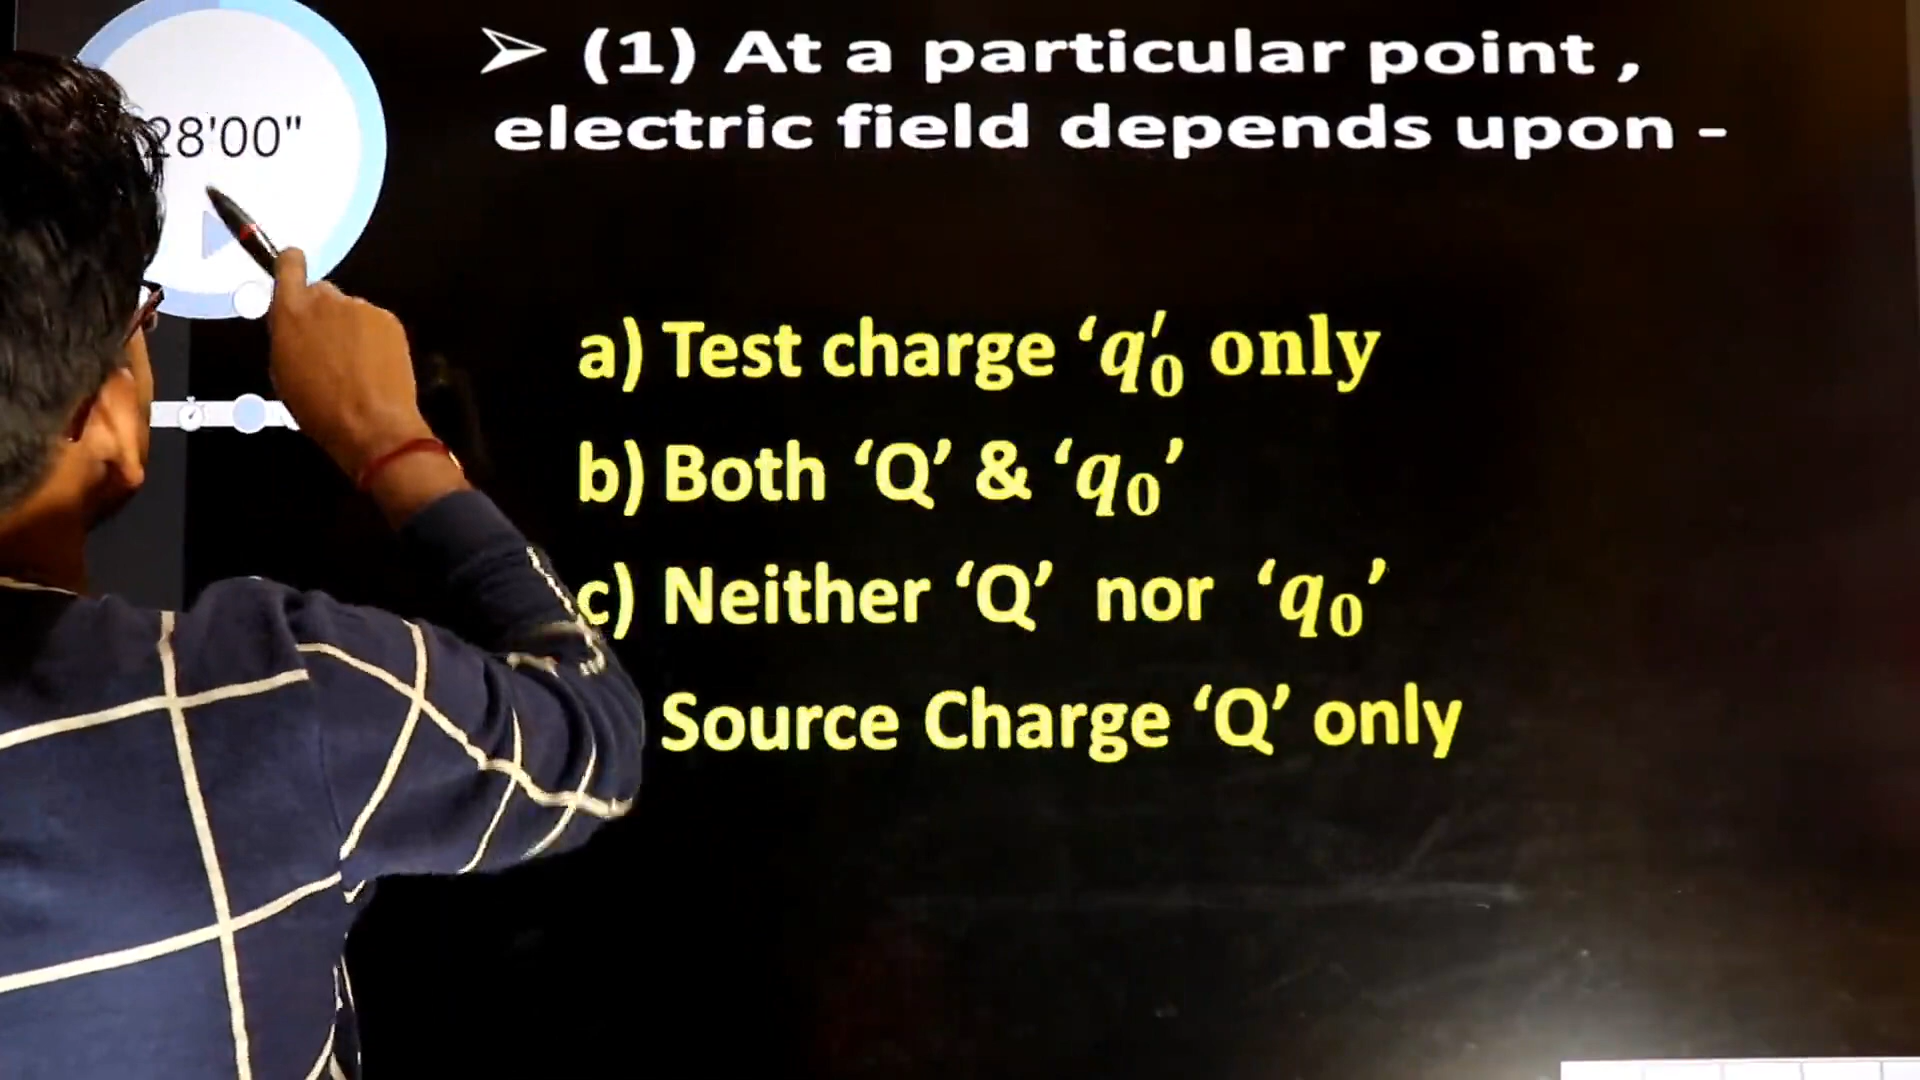 28'00"
➢ (1) At a particular point ,
electric field depends upon -
a) Test charge ‘q₀′ only
b) Both ‘Q’ & ‘q₀’
c) Neither ‘Q’ nor ‘q₀’
Source Charge ‘Q’ only